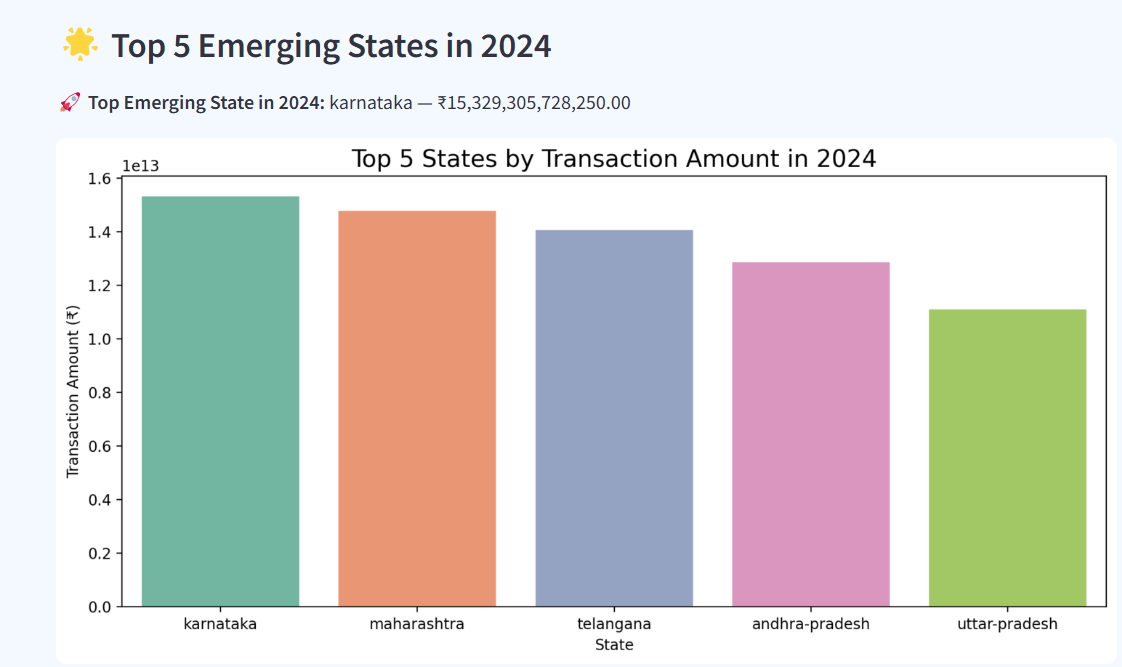 🌟 Top 5 Emerging States in 2024
🚀 Top Emerging State in 2024: karnataka — ₹15,329,305,728,250.00
Top 5 States by Transaction Amount in 2024
1e13
1.6
1.4
1.2
1.0
0.8
0.6
0.4
0.2
0.0
Transaction Amount (₹)
karnataka maharashtra telangana andhra-pradesh uttar-pradesh
State